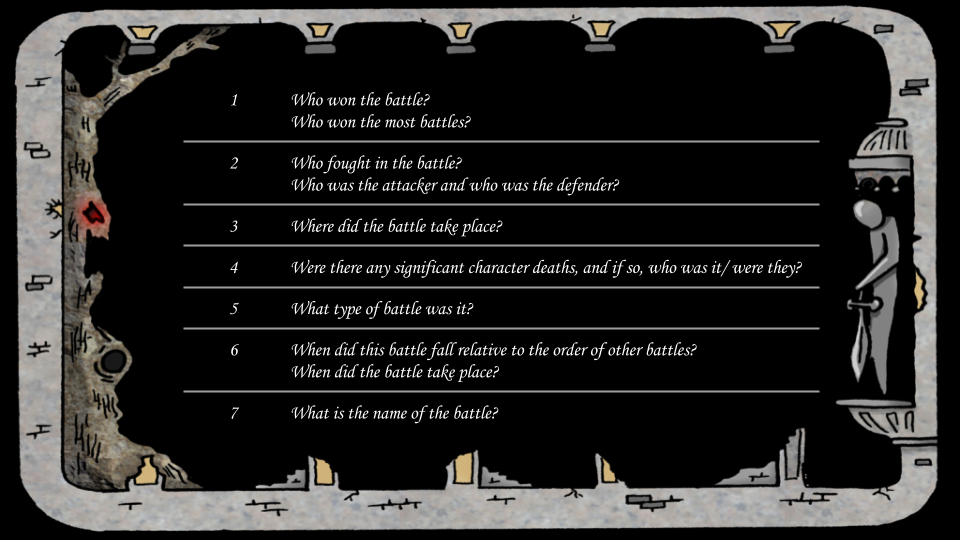 1 Who won the battle?
Who won the most battles?
2 Who fought in the battle?
Who was the attacker and who was the defender?
3 Where did the battle take place?
4 Were there any significant character deaths, and if so, who was it/ were they?
5 What type of battle was it?
6 When did this battle fall relative to the order of other battles?
When did the battle take place?
7 What is the name of the battle?